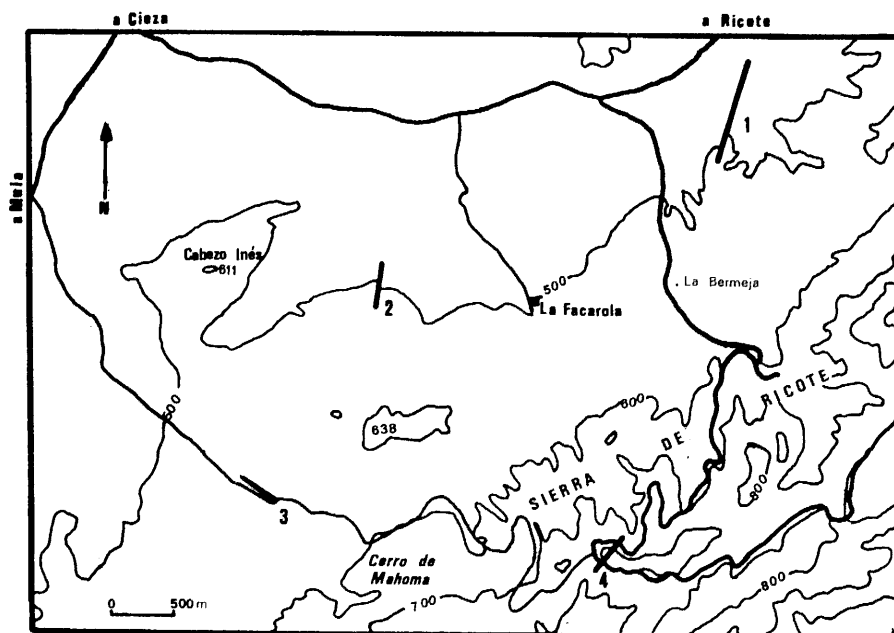 a Cieza
a Ricote
a Mula
N
1
Cabezo Inés
611
2
500
La Facarola
La Bermeja
500
638
600
SIERRA DE RICOTE
800
3
4
Cerro de
Mahoma
700
800
0 500 m